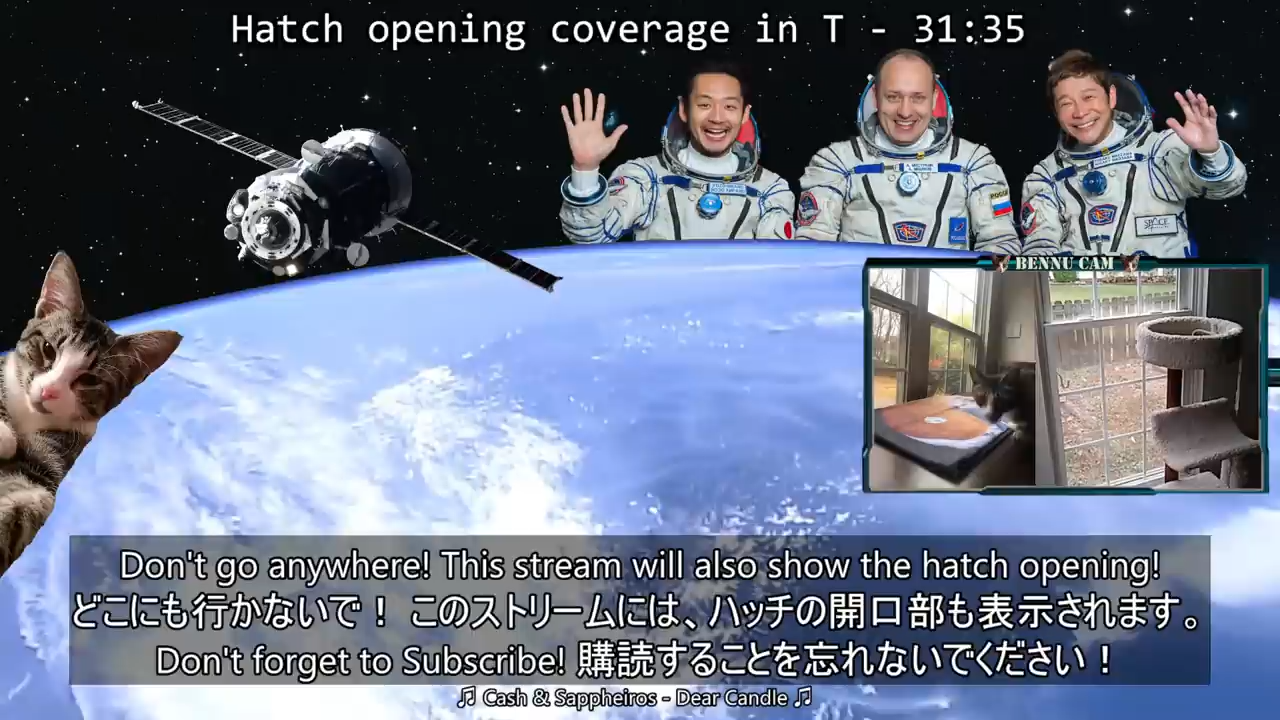 Hatch opening coverage in T - 31:35
BENNU CAM
Don't go anywhere! This stream will also show the hatch opening!
どこにも行かないで！ このストリームには、ハッチの開口部も表示されます。
Don't forget to Subscribe! 購読することを忘れないでください！
♫ Cash & Sappheiros - Dear Candle ♫